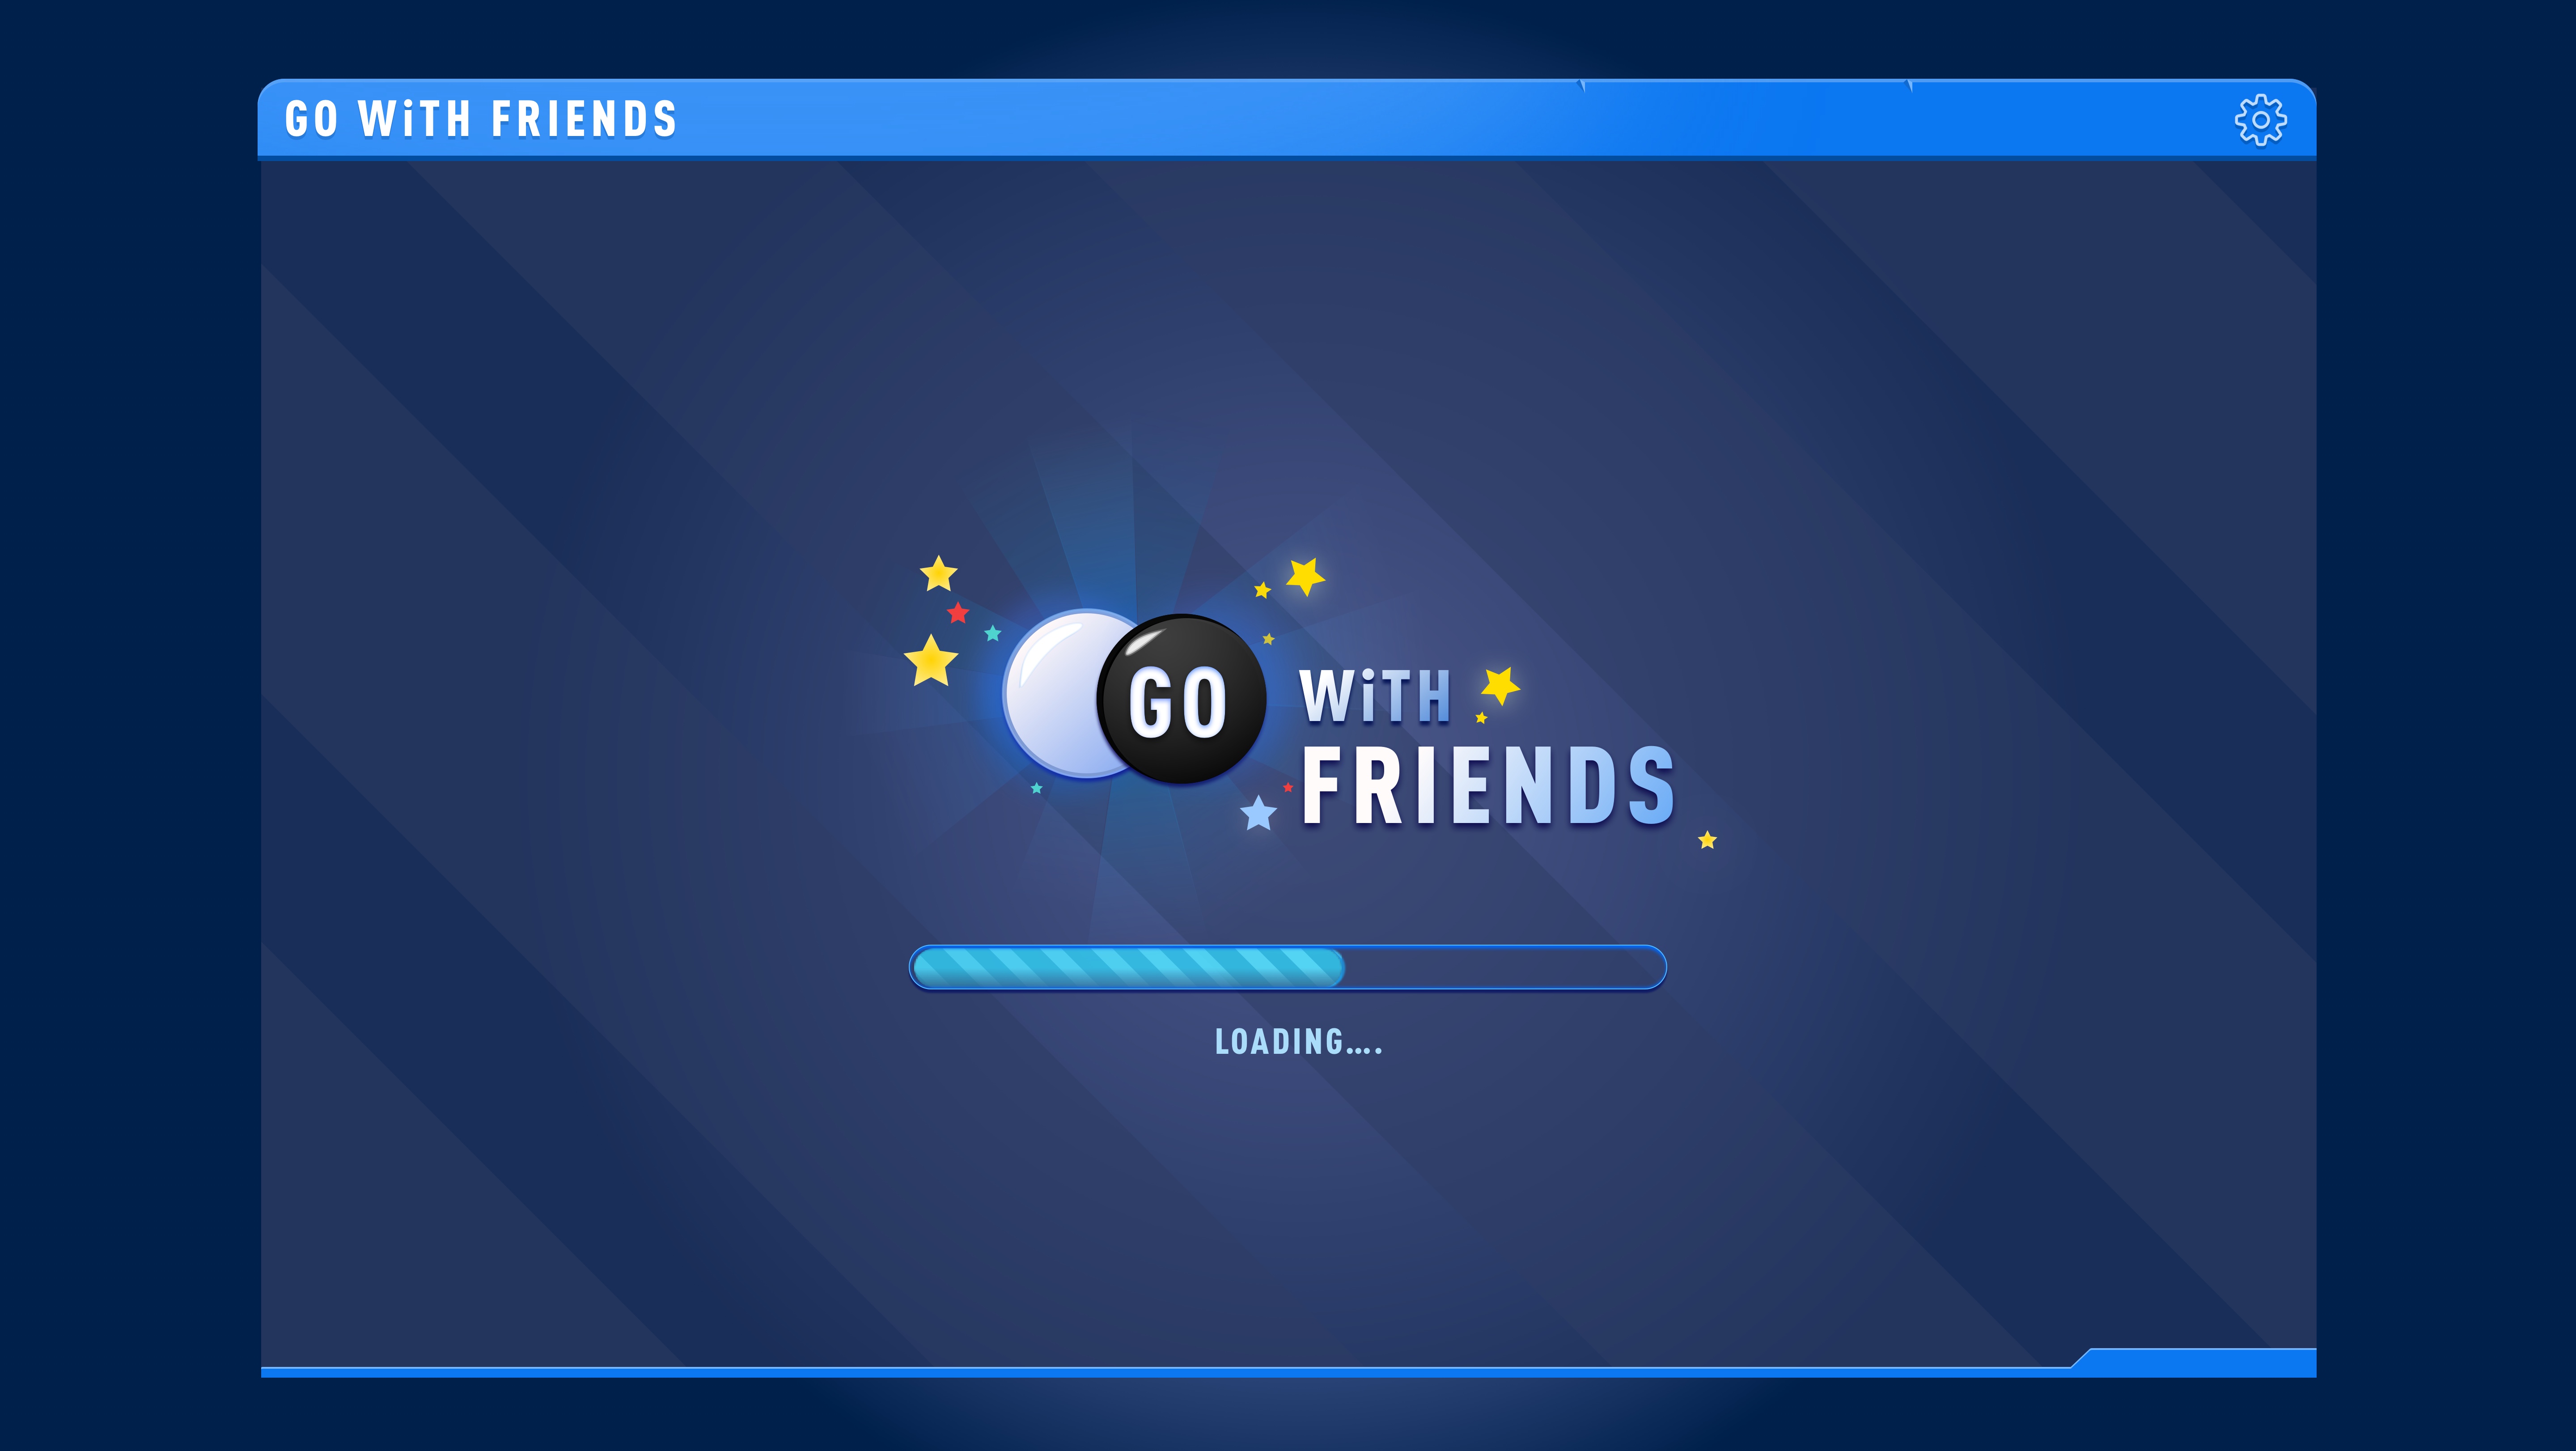 GO WiTH FRIENDS
GO
WiTH
FRIENDS
LOADING....